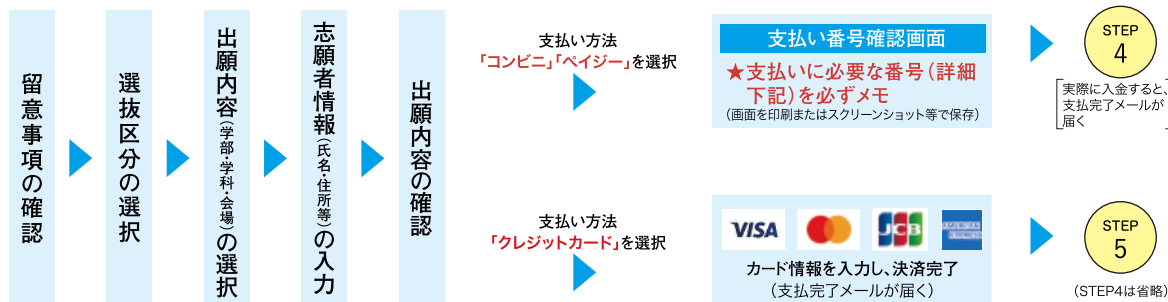 留意事項の確認
選抜区分の選択
出願内容(学部・学科・会場)の選択
志願者情報(氏名・住所等)の入力
出願内容の確認
支払い方法
「コンビニ」「ペイジー」を選択
支払い番号確認画面
★支払いに必要な番号(詳細
下記)を必ずメモ
(画面を印刷またはスクリーンショット等で保存)
STEP
4
実際に入金すると、
支払完了メールが
届く
支払い方法
「クレジットカード」を選択
VISA
JCB
AMERICAN
EXPRESS
カード情報を入力し、決済完了
(支払完了メールが届く)
STEP
5
(STEP4は省略)